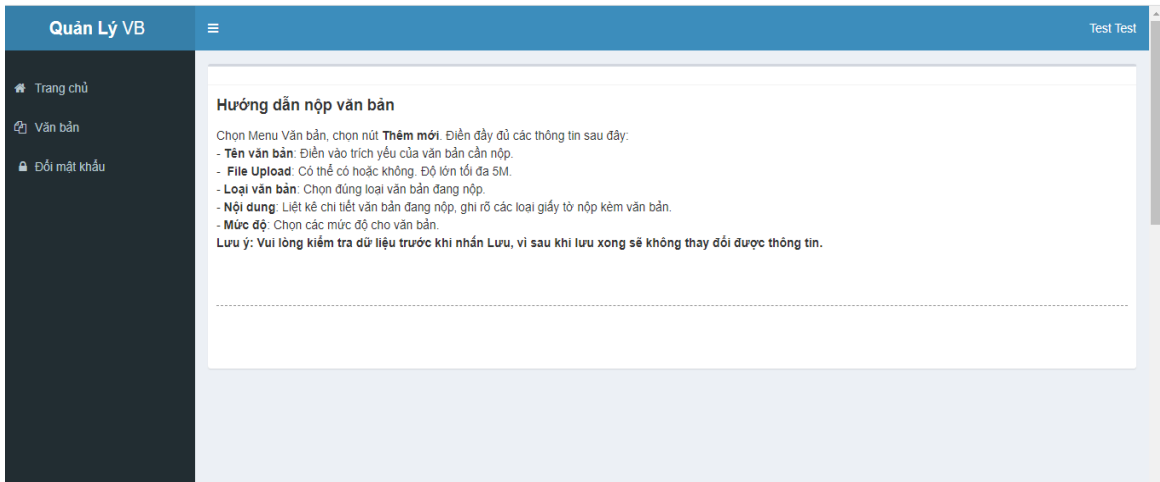 Quản Lý VB
Test Test
Trang chủ
Văn bản
Đổi mật khẩu
Hướng dẫn nộp văn bản
Chọn Menu Văn bản, chọn nút Thêm mới. Điền đầy đủ các thông tin sau đây:
- Tên văn bản: Điền vào trích yếu của văn bản cần nộp.
- File Upload: Có thể có hoặc không. Độ lớn tối đa 5M.
- Loại văn bản: Chọn đúng loại văn bản đang nộp.
- Nội dung: Liệt kê chi tiết văn bản đang nộp, ghi rõ các loại giấy tờ nộp kèm văn bản.
- Mức độ: Chọn các mức độ cho văn bản.
Lưu ý: Vui lòng kiểm tra dữ liệu trước khi nhấn Lưu, vì sau khi lưu xong sẽ không thay đổi được thông tin.